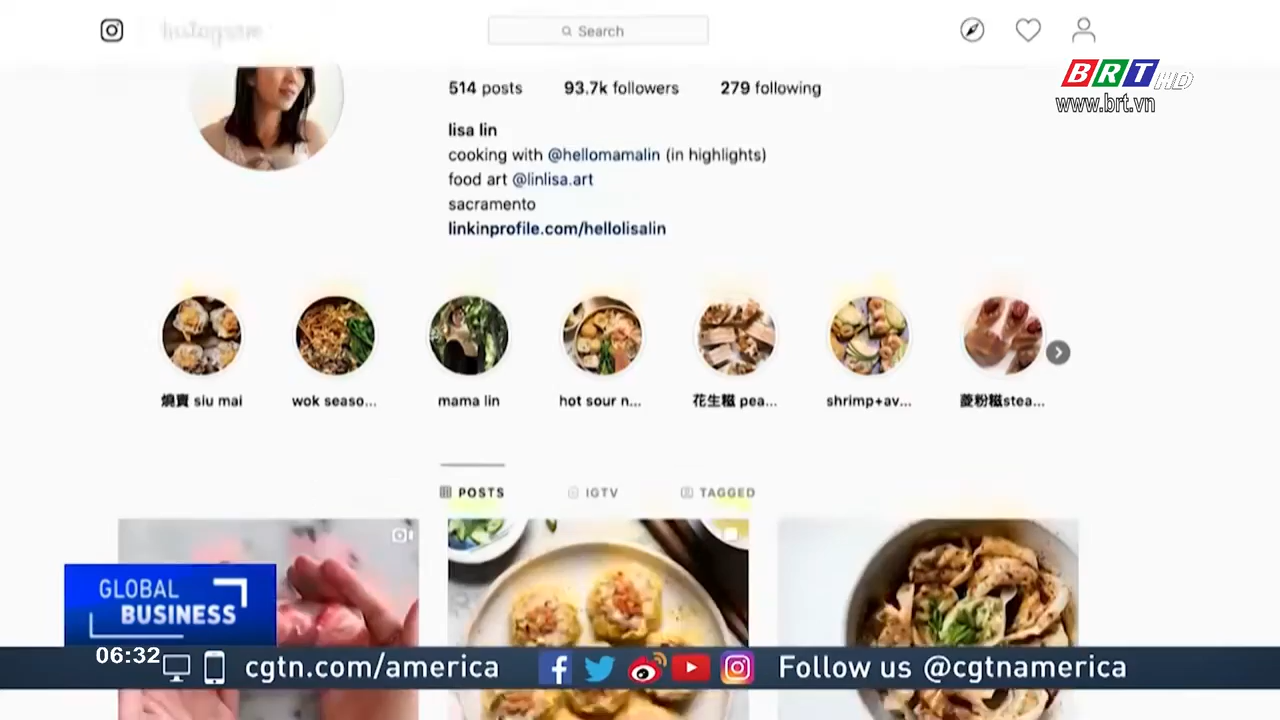 Instagram
Search
BRT HD
www.brt.vn
514 posts 93.7k followers 279 following
lisa lin
cooking with @hellomamalin (in highlights)
food art @linlisa.art
sacramento
linkinprofile.com/hellolisalin
燒賣 siu mai
wok seaso...
mama lin
hot sour n...
花生糍 pea...
shrimp+av...
菱粉糍stea...
POSTS
IGTV
TAGGED
GLOBAL
BUSINESS
06:32
cgtn.com/america
Follow us @cgtnamerica